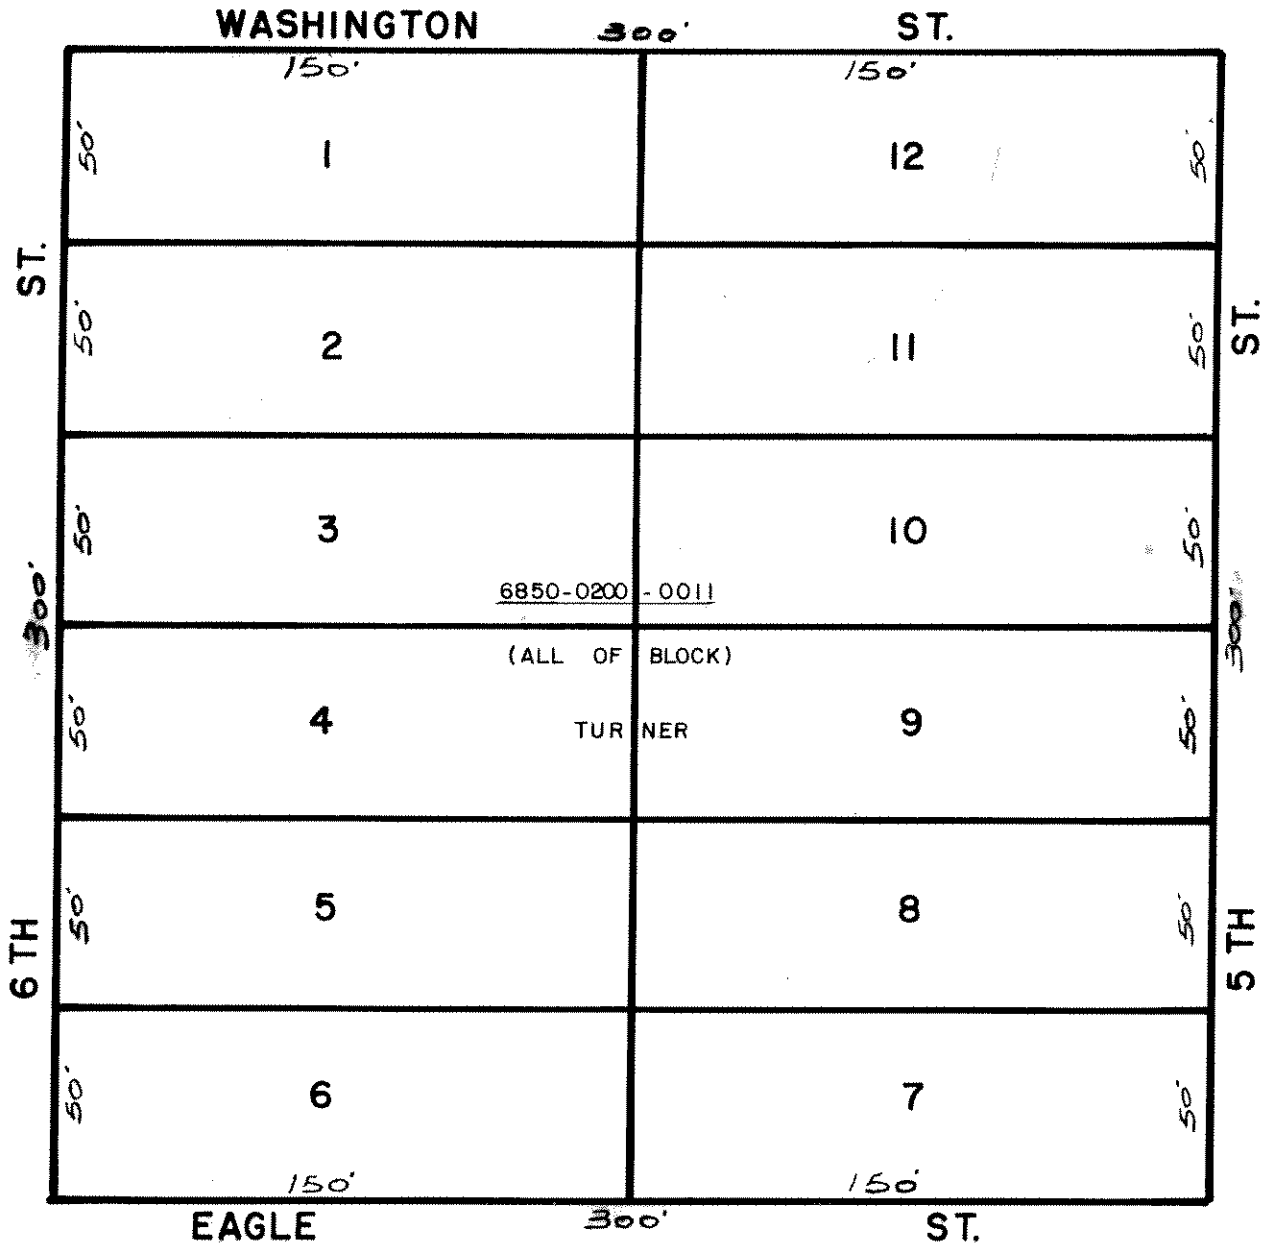 WASHINGTON 300' ST.
150' 150'
50' 1 12 50'
ST.
50' 2 11 50'
ST.
50' 3 10 50'
6850-0200-0011
300' 300'
(ALL OF BLOCK)
50' 4 TURNER 9 50'
50' 5 8 50'
6 TH 5 TH
50' 6 7 50'
150' 150'
EAGLE 300' ST.